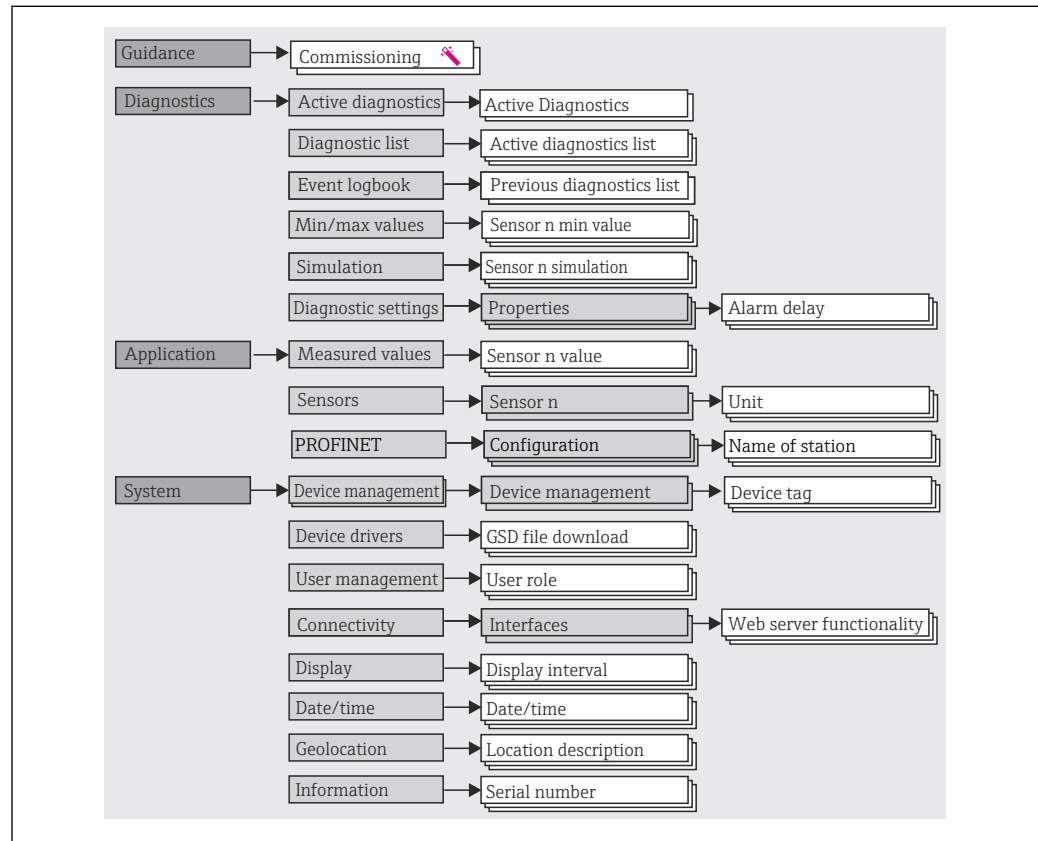 Guidance
Commissioning
Diagnostics
Active diagnostics
Active Diagnostics
Diagnostic list
Active diagnostics list
Event logbook
Previous diagnostics list
Min/max values
Sensor n min value
Simulation
Sensor n simulation
Diagnostic settings
Properties
Alarm delay
Application
Measured values
Sensor n value
Sensors
Sensor n
Unit
PROFINET
Configuration
Name of station
System
Device management
Device management
Device tag
Device drivers
GSD file download
User management
User role
Connectivity
Interfaces
Web server functionality
Display
Display interval
Date/time
Date/time
Geolocation
Location description
Information
Serial number